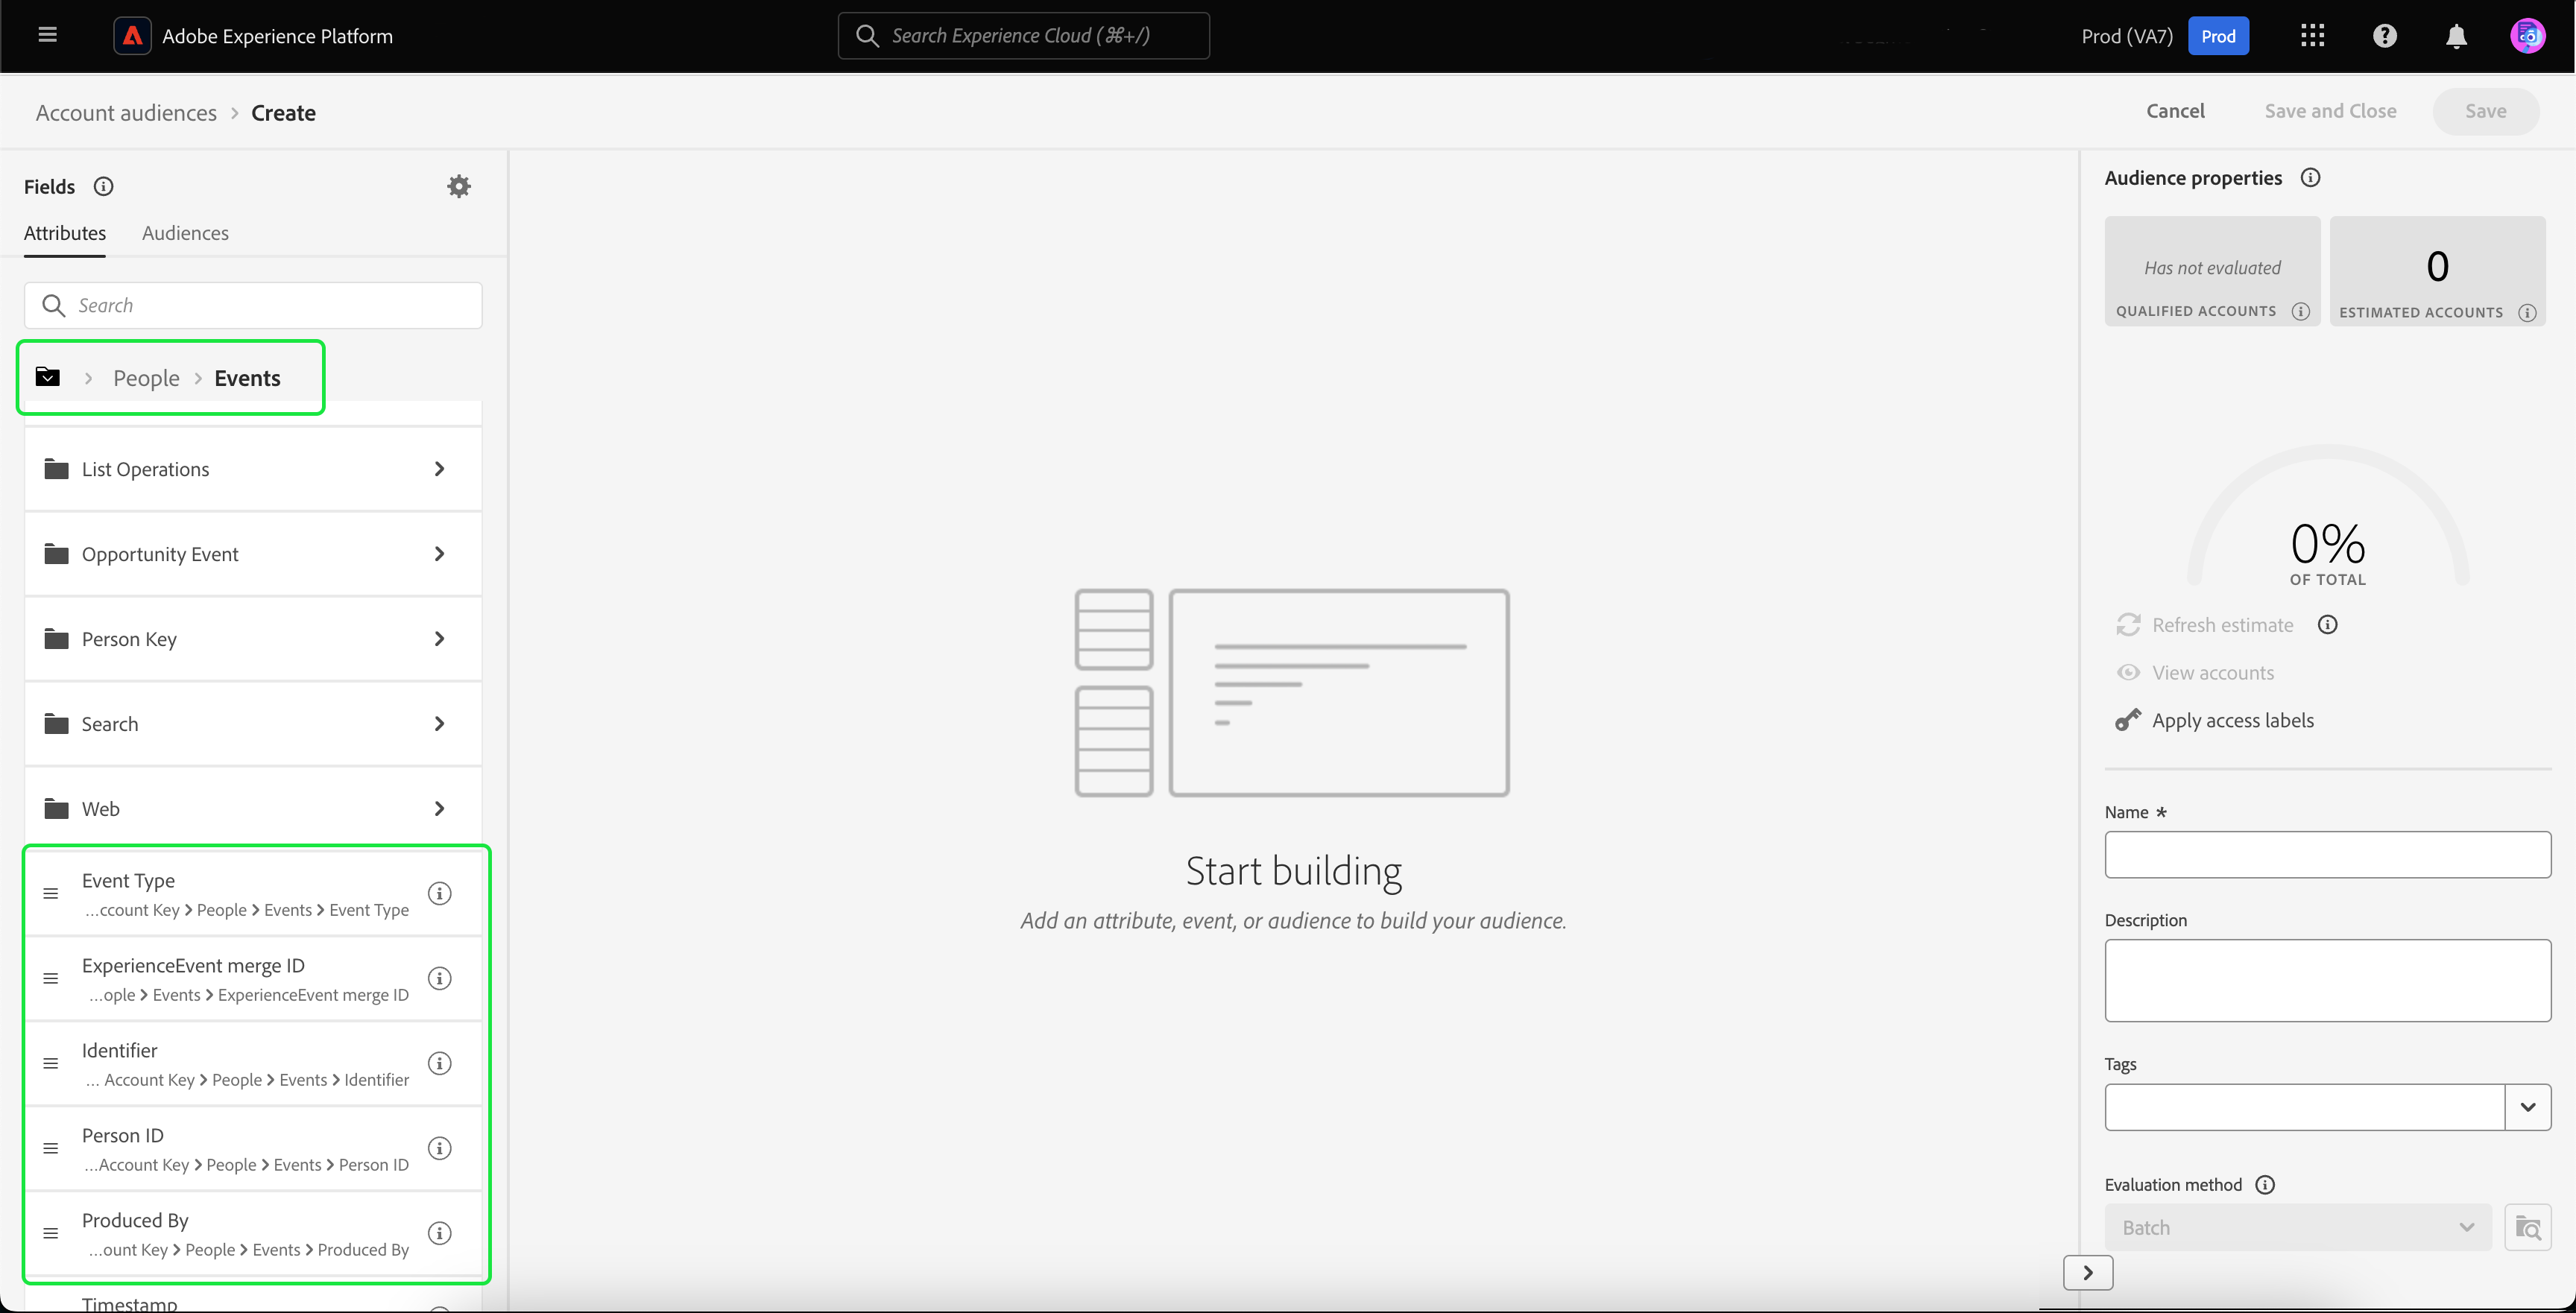 Adobe Experience Platform
Search Experience Cloud (⌘+/)
Prod (VA7)
Prod
Account audiences > Create
Cancel
Save and Close
Save
Fields
Attributes
Audiences
Search
> People > Events
List Operations
Opportunity Event
Person Key
Search
Web
Event Type
...ccount Key > People > Events > Event Type
ExperienceEvent merge ID
...ople > Events > ExperienceEvent merge ID
Identifier
... Account Key > People > Events > Identifier
Person ID
...Account Key > People > Events > Person ID
Produced By
...ount Key > People > Events > Produced By
Timestamp
Start building
Add an attribute, event, or audience to build your audience.
Audience properties
Has not evaluated
QUALIFIED ACCOUNTS
0
ESTIMATED ACCOUNTS
0%
OF TOTAL
Refresh estimate
View accounts
Apply access labels
Name *
Description
Tags
Evaluation method
Batch